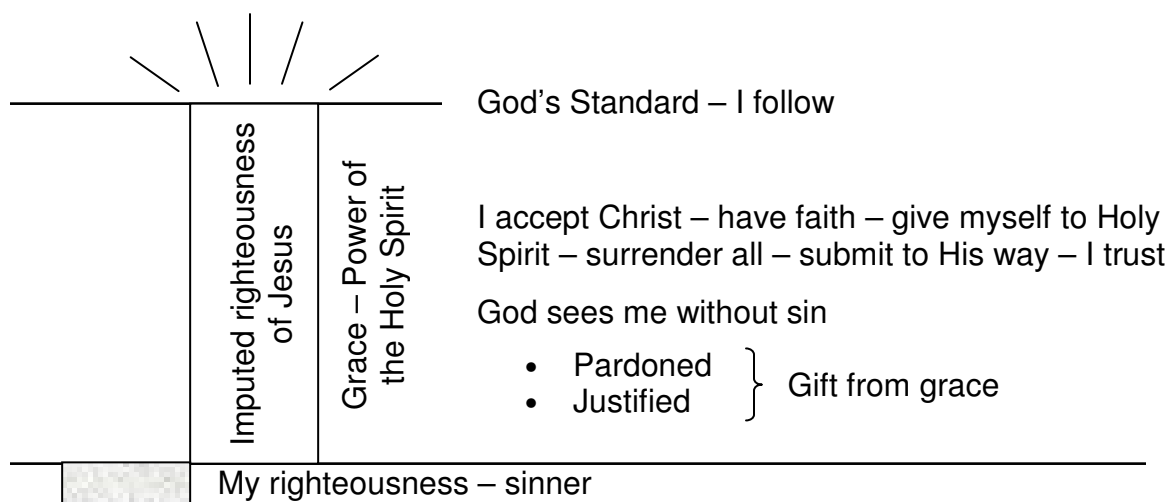 God's Standard – I follow
Imputed righteousness
of Jesus
Grace – Power of
the Holy Spirit
I accept Christ – have faith – give myself to Holy
Spirit – surrender all – submit to His way – I trust
God sees me without sin
• Pardoned
• Justified
Gift from grace
My righteousness – sinner